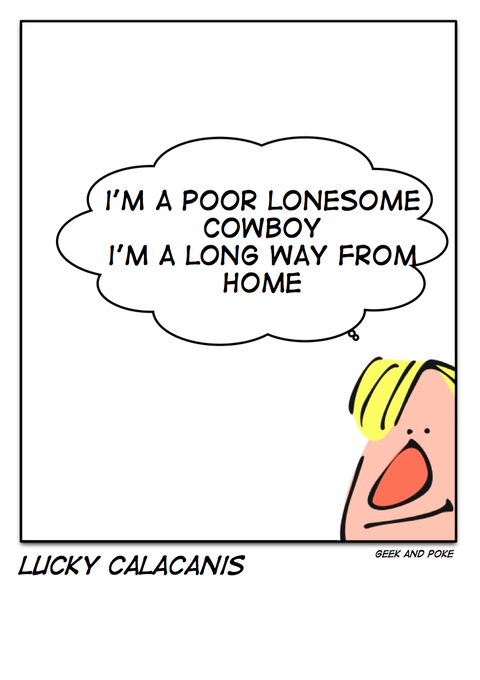 I'M A POOR LONESOME
COWBOY
I'M A LONG WAY FROM
HOME
GEEK AND POKE
LUCKY CALACANIS